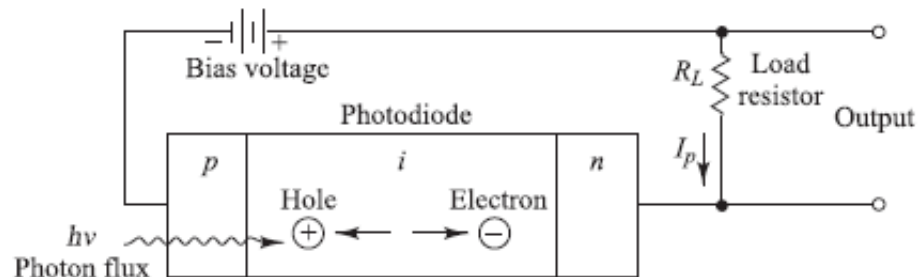 − +
Bias voltage
R_L
Load
resistor
Output
Photodiode
I_p
p
i
n
Hole
Electron
+
−
hν
Photon flux